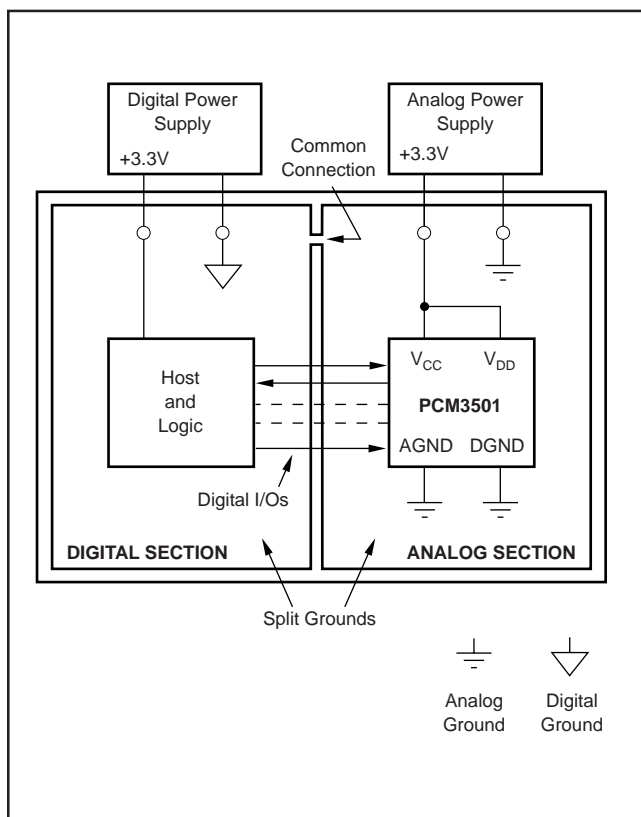 Digital Power
Supply
+3.3V
Analog Power
Supply
+3.3V
Common
Connection
Host
and
Logic
VCC VDD
PCM3501
AGND DGND
Digital I/Os
DIGITAL SECTION
ANALOG SECTION
Split Grounds
Analog
Ground
Digital
Ground